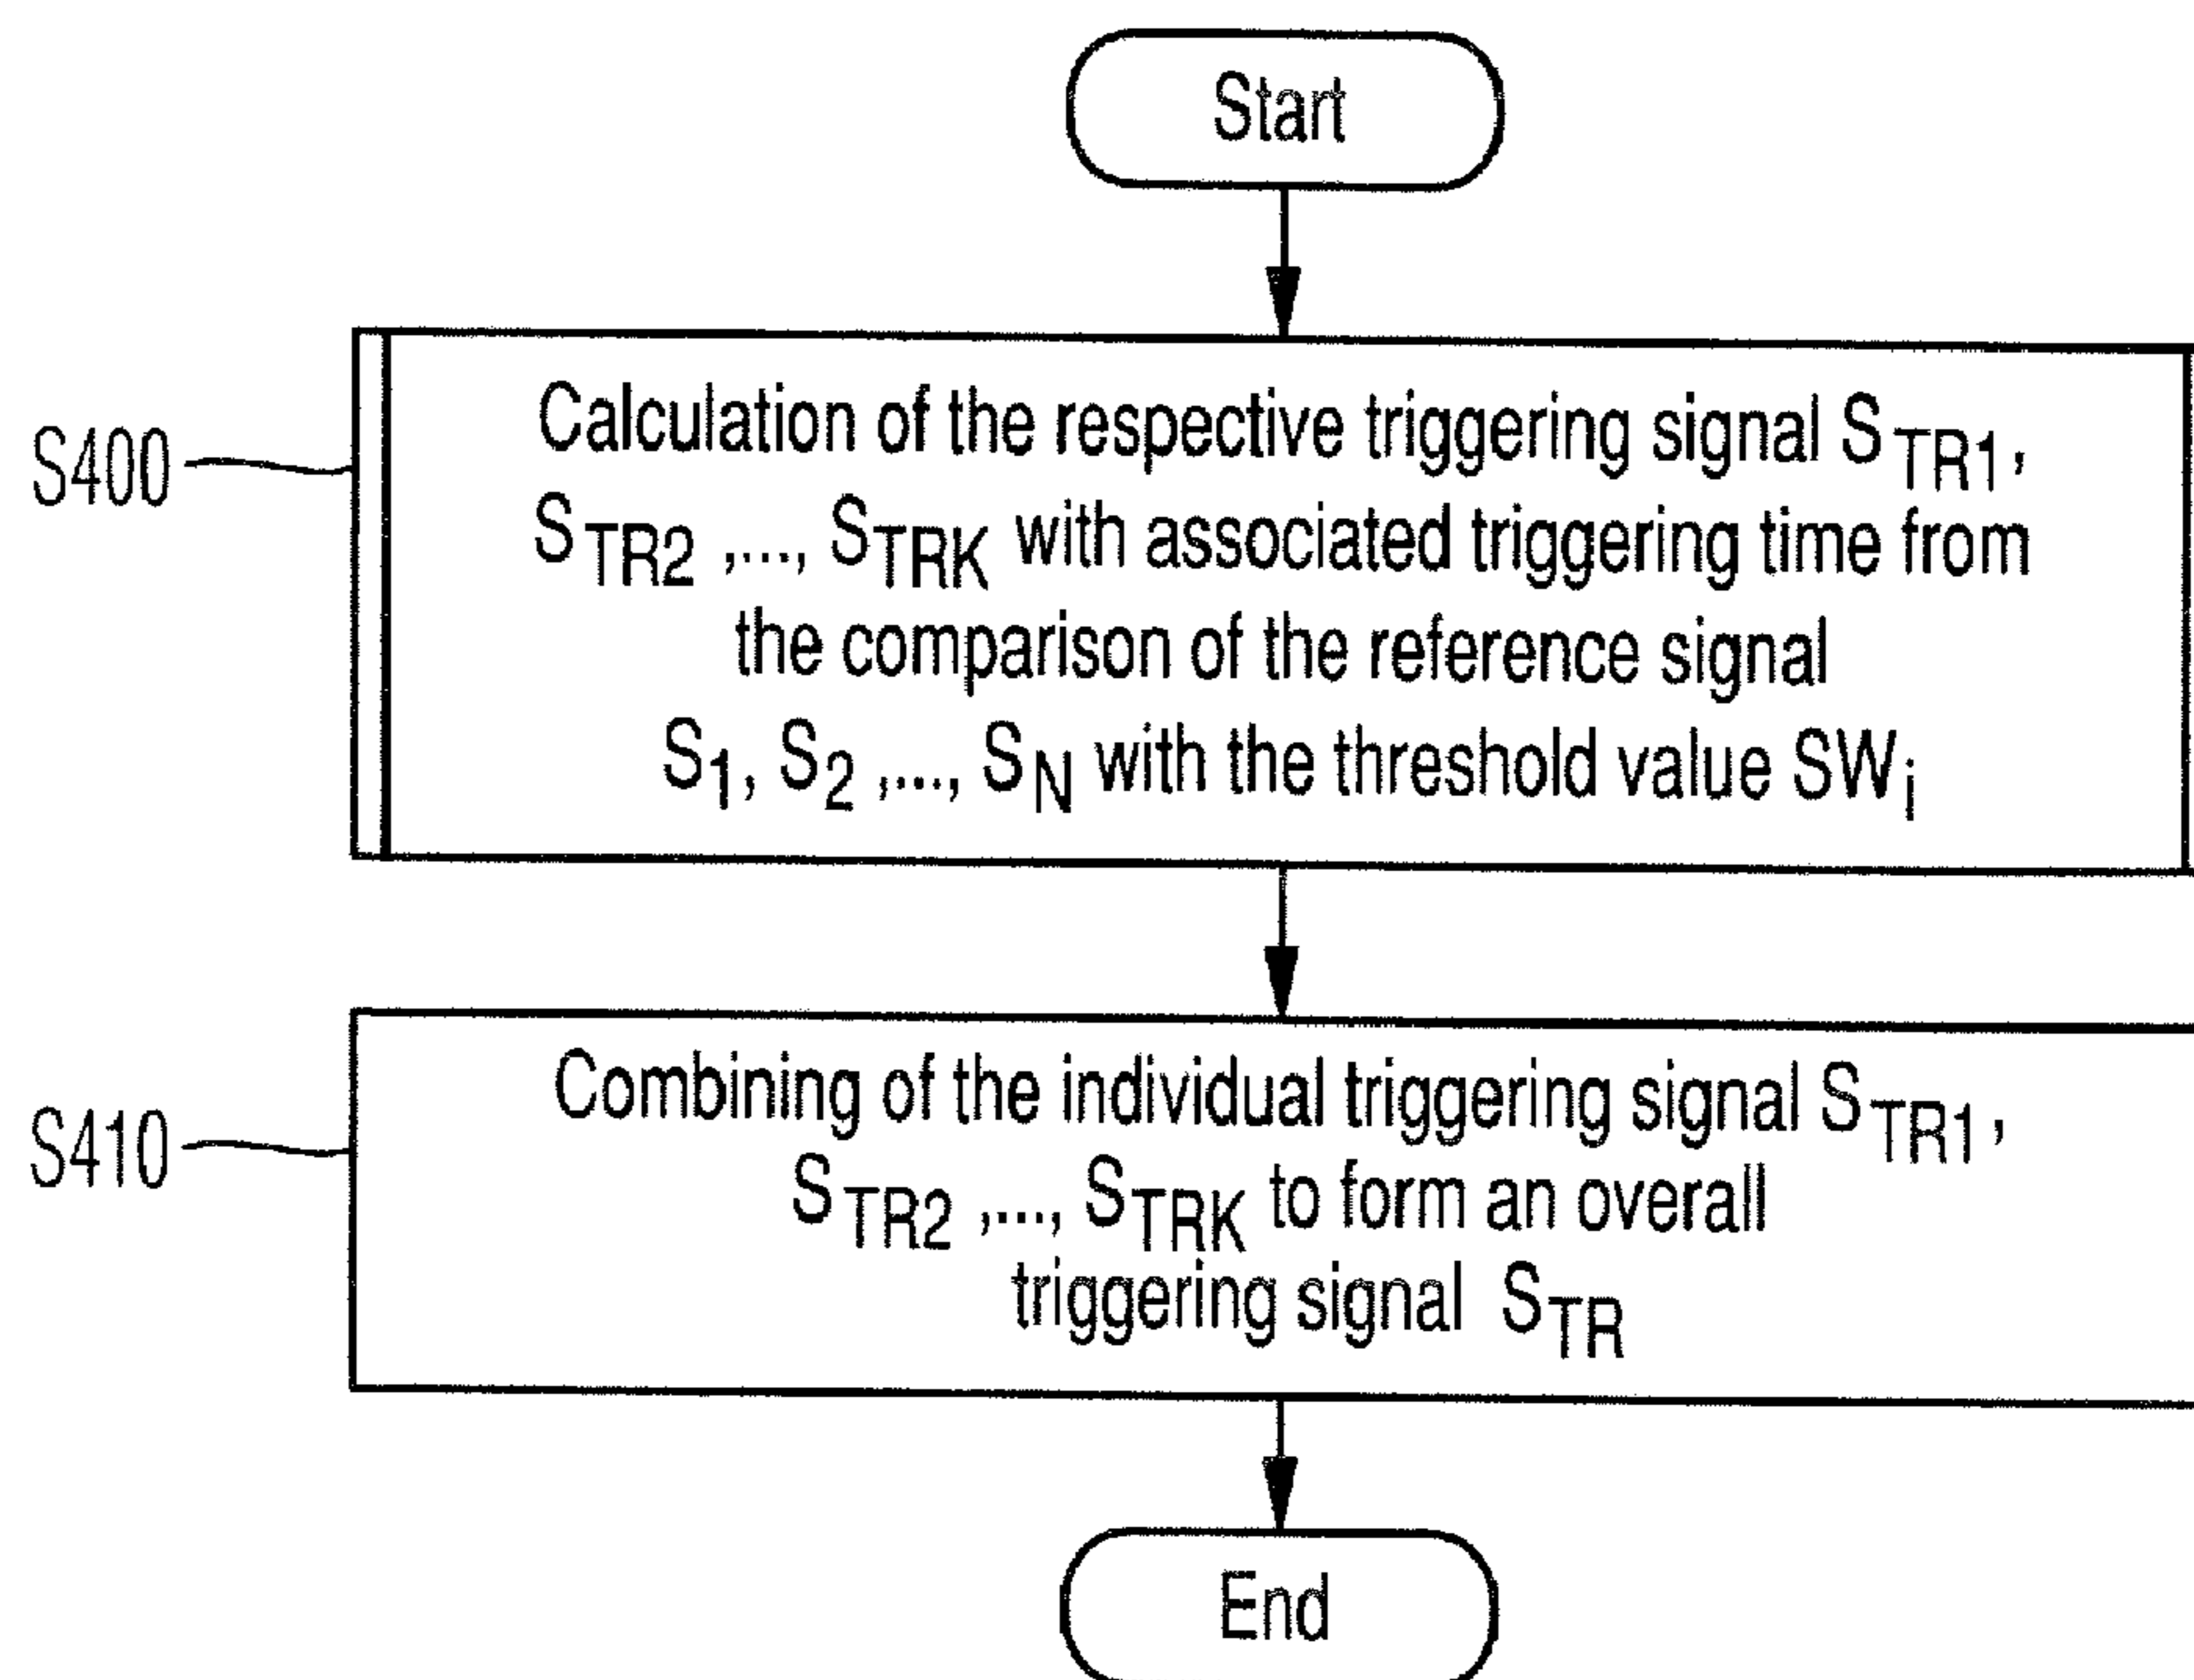 Start
S400
Calculation of the respective triggering signal S_TR1,
S_TR2 ,..., S_TRK with associated triggering time from
the comparison of the reference signal
S_1, S_2 ,..., S_N with the threshold value SW_i
S410
Combining of the individual triggering signal S_TR1,
S_TR2 ,..., S_TRK to form an overall
triggering signal S_TR
End